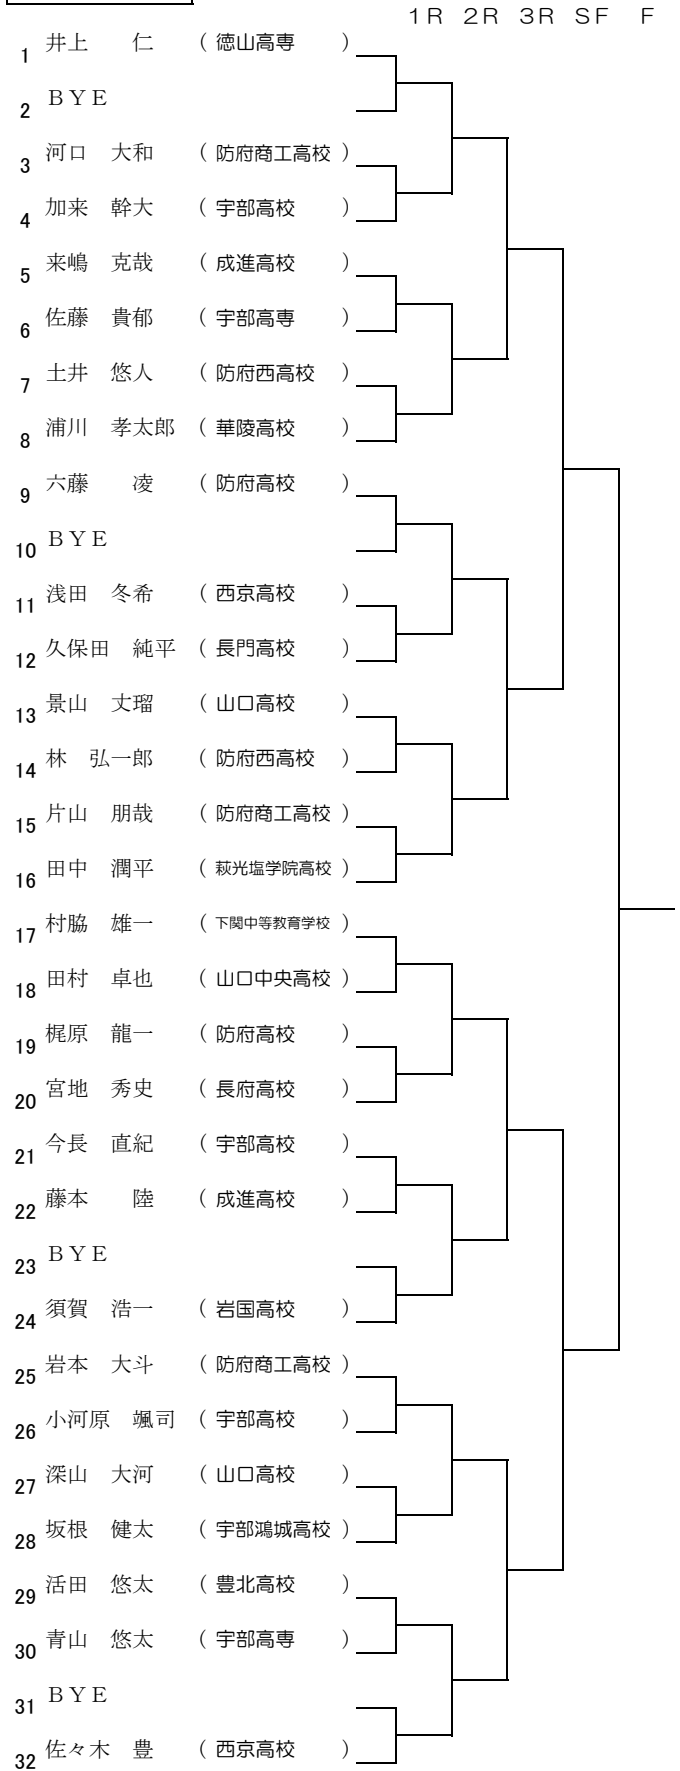 １Ｒ ２Ｒ ３Ｒ ＳＦ Ｆ
1 井上　　仁 （ 徳山高専 ）
2 ＢＹＥ
3 河口　大和 （ 防府商工高校 ）
4 加来　幹大 （ 宇部高校 ）
5 来嶋　克哉 （ 成進高校 ）
6 佐藤　貴郁 （ 宇部高専 ）
7 土井　悠人 （ 防府西高校 ）
8 浦川　孝太郎 （ 華陵高校 ）
9 六藤　　凌 （ 防府高校 ）
10 ＢＹＥ
11 浅田　冬希 （ 西京高校 ）
12 久保田　純平 （ 長門高校 ）
13 景山　丈瑠 （ 山口高校 ）
14 林　弘一郎 （ 防府西高校 ）
15 片山　朋哉 （ 防府商工高校 ）
16 田中　潤平 （ 萩光塩学院高校 ）
17 村脇　雄一 （ 下関中等教育学校 ）
18 田村　卓也 （ 山口中央高校 ）
19 梶原　龍一 （ 防府高校 ）
20 宮地　秀史 （ 長府高校 ）
21 今長　直紀 （ 宇部高校 ）
22 藤本　　陸 （ 成進高校 ）
23 ＢＹＥ
24 須賀　浩一 （ 岩国高校 ）
25 岩本　大斗 （ 防府商工高校 ）
26 小河原　颯司 （ 宇部高校 ）
27 深山　大河 （ 山口高校 ）
28 坂根　健太 （ 宇部鴻城高校 ）
29 活田　悠太 （ 豊北高校 ）
30 青山　悠太 （ 宇部高専 ）
31 ＢＹＥ
32 佐々木　豊 （ 西京高校 ）